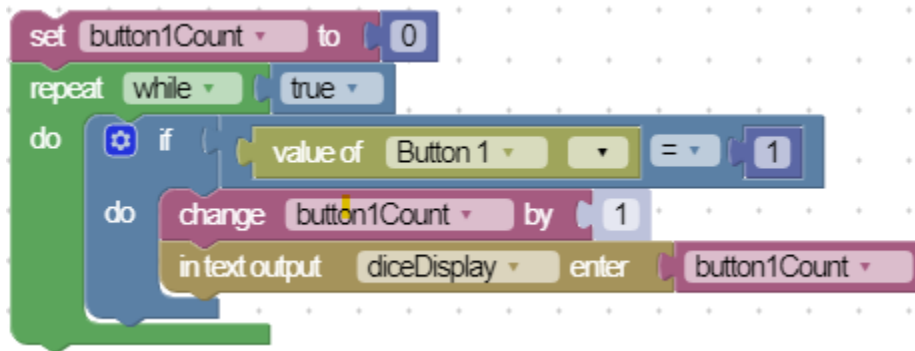 set button1Count to 0
repeat while true
do if value of Button 1 = 1
do change button1Count by 1
in text output diceDisplay enter button1Count